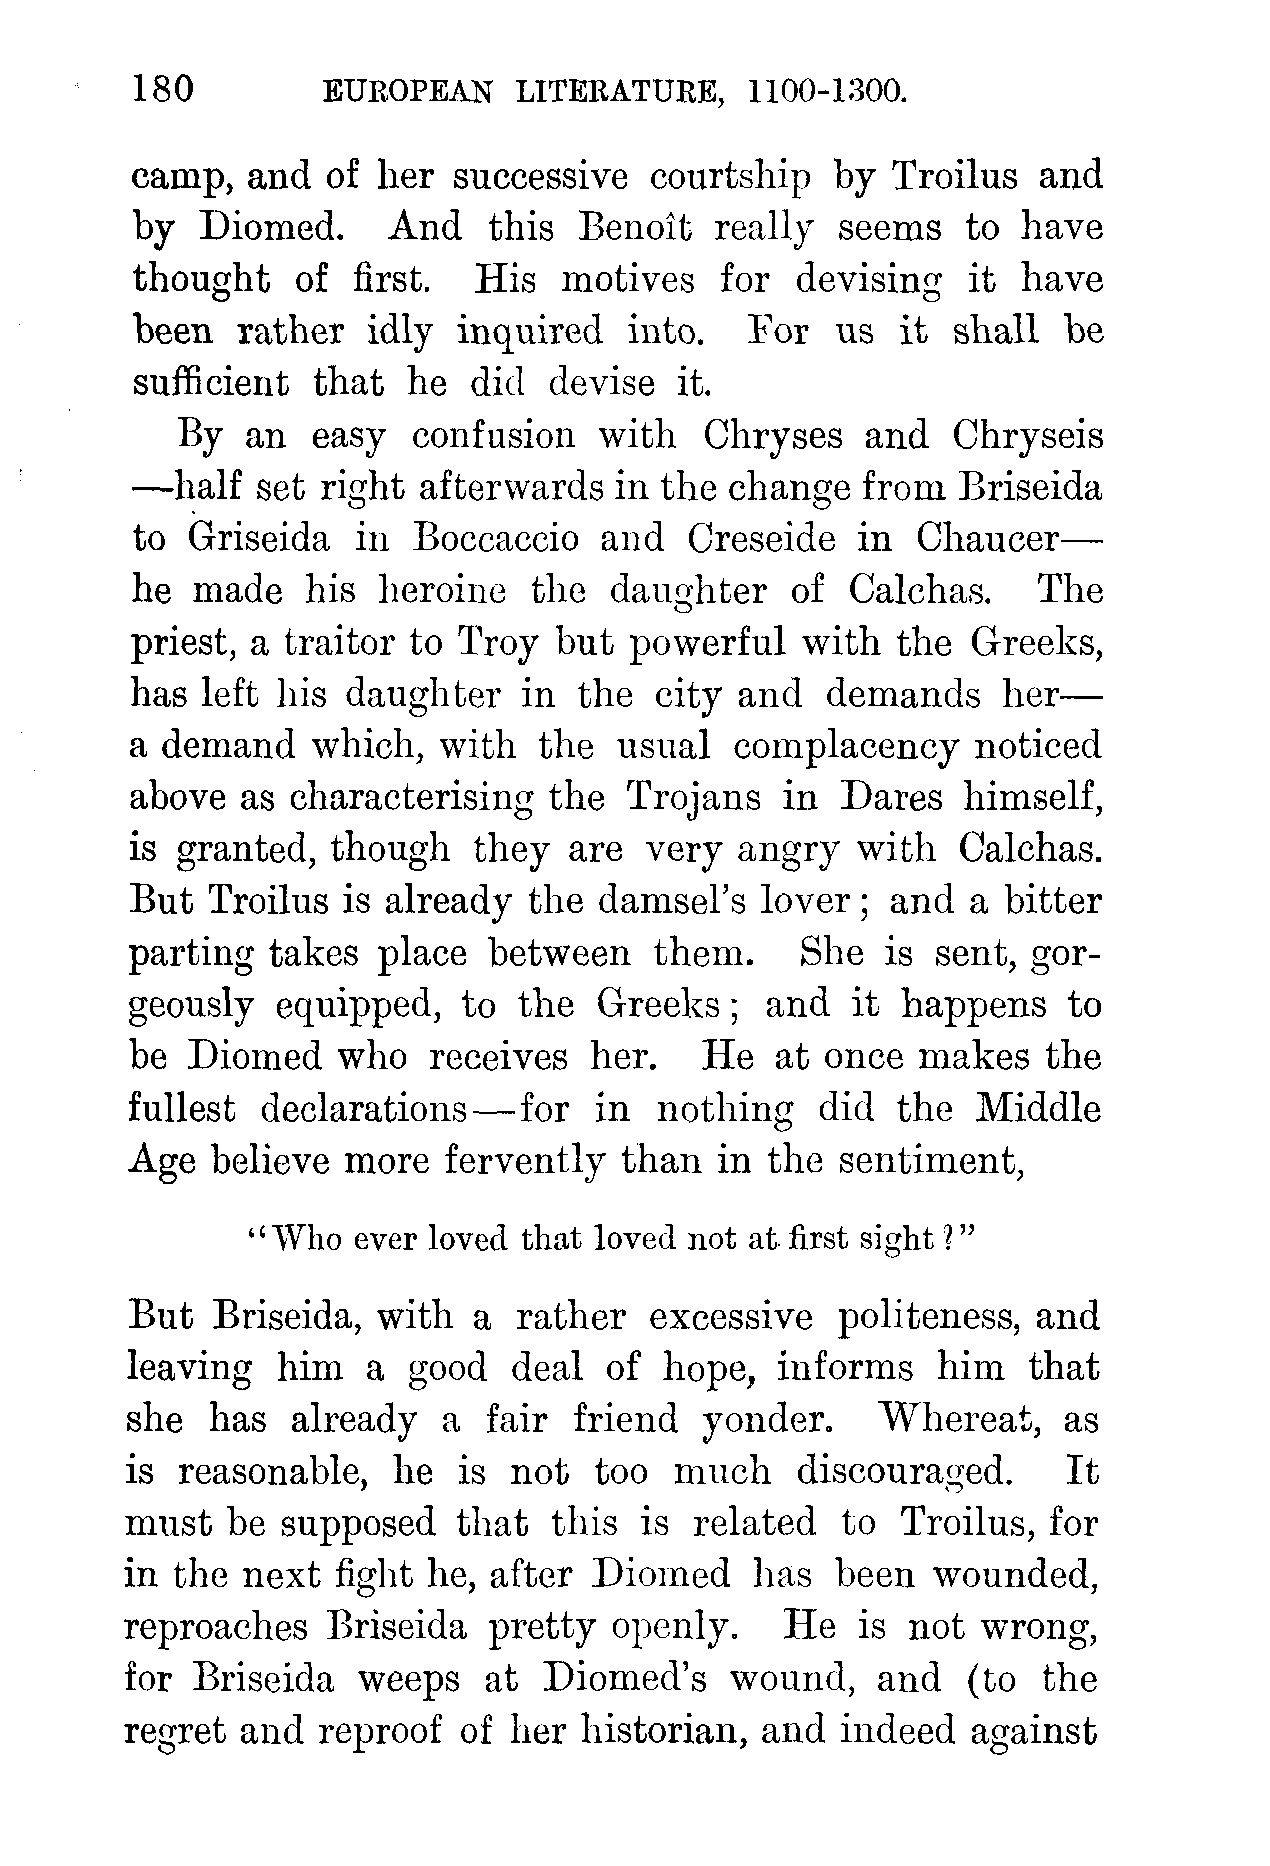 180 EUROPEAN LITERATURE, 1100-1300.
camp, and of her successive courtship by Troilus and
by Diomed. And this Benoît really seems to have
thought of first. His motives for devising it have
been rather idly inquired into. For us it shall be
sufficient that he did devise it.
By an easy confusion with Chryses and Chryseis
—half set right afterwards in the change from Briseida
to Griseida in Boccaccio and Creseide in Chaucer—
he made his heroine the daughter of Calchas. The
priest, a traitor to Troy but powerful with the Greeks,
has left his daughter in the city and demands her—
a demand which, with the usual complacency noticed
above as characterising the Trojans in Dares himself,
is granted, though they are very angry with Calchas.
But Troilus is already the damsel's lover; and a bitter
parting takes place between them. She is sent, gor-
geously equipped, to the Greeks; and it happens to
be Diomed who receives her. He at once makes the
fullest declarations—for in nothing did the Middle
Age believe more fervently than in the sentiment,
"Who ever loved that loved not at first sight?"
But Briseida, with a rather excessive politeness, and
leaving him a good deal of hope, informs him that
she has already a fair friend yonder. Whereat, as
is reasonable, he is not too much discouraged. It
must be supposed that this is related to Troilus, for
in the next fight he, after Diomed has been wounded,
reproaches Briseida pretty openly. He is not wrong,
for Briseida weeps at Diomed's wound, and (to the
regret and reproof of her historian, and indeed against